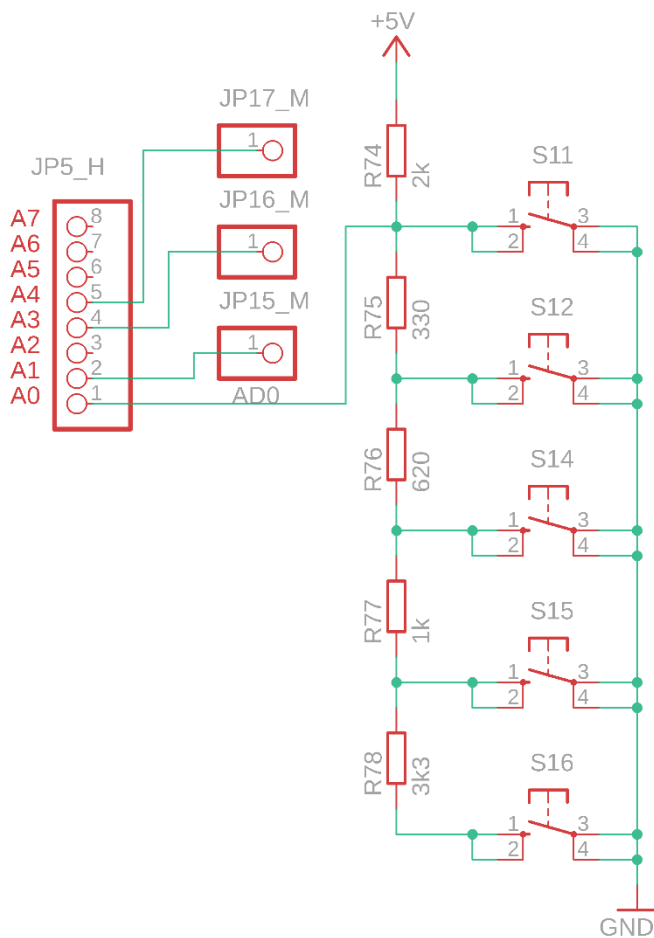 +5V
JP17_M
1
JP5_H
JP16_M
1
JP15_M
1
AD0
A7 8
A6 7
A5 6
A4 5
A3 4
A2 3
A1 2
A0 1
R74
2k
S11
1 3
2 4
R75
330
S12
1 3
2 4
R76
620
S14
1 3
2 4
R77
1k
S15
1 3
2 4
R78
3k3
S16
1 3
2 4
GND